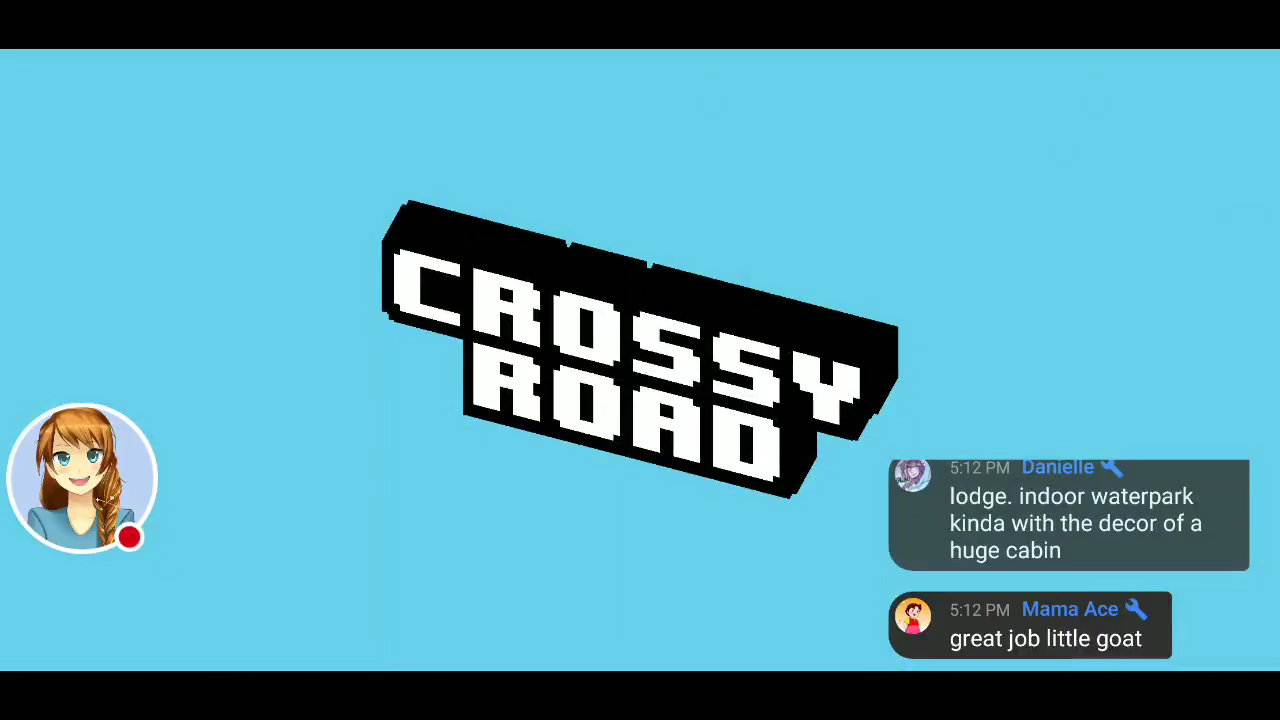 CROSSY
ROAD
5:12 PM Danielle
lodge. indoor waterpark
kinda with the decor of a
huge cabin
5:12 PM Mama Ace
great job little goat